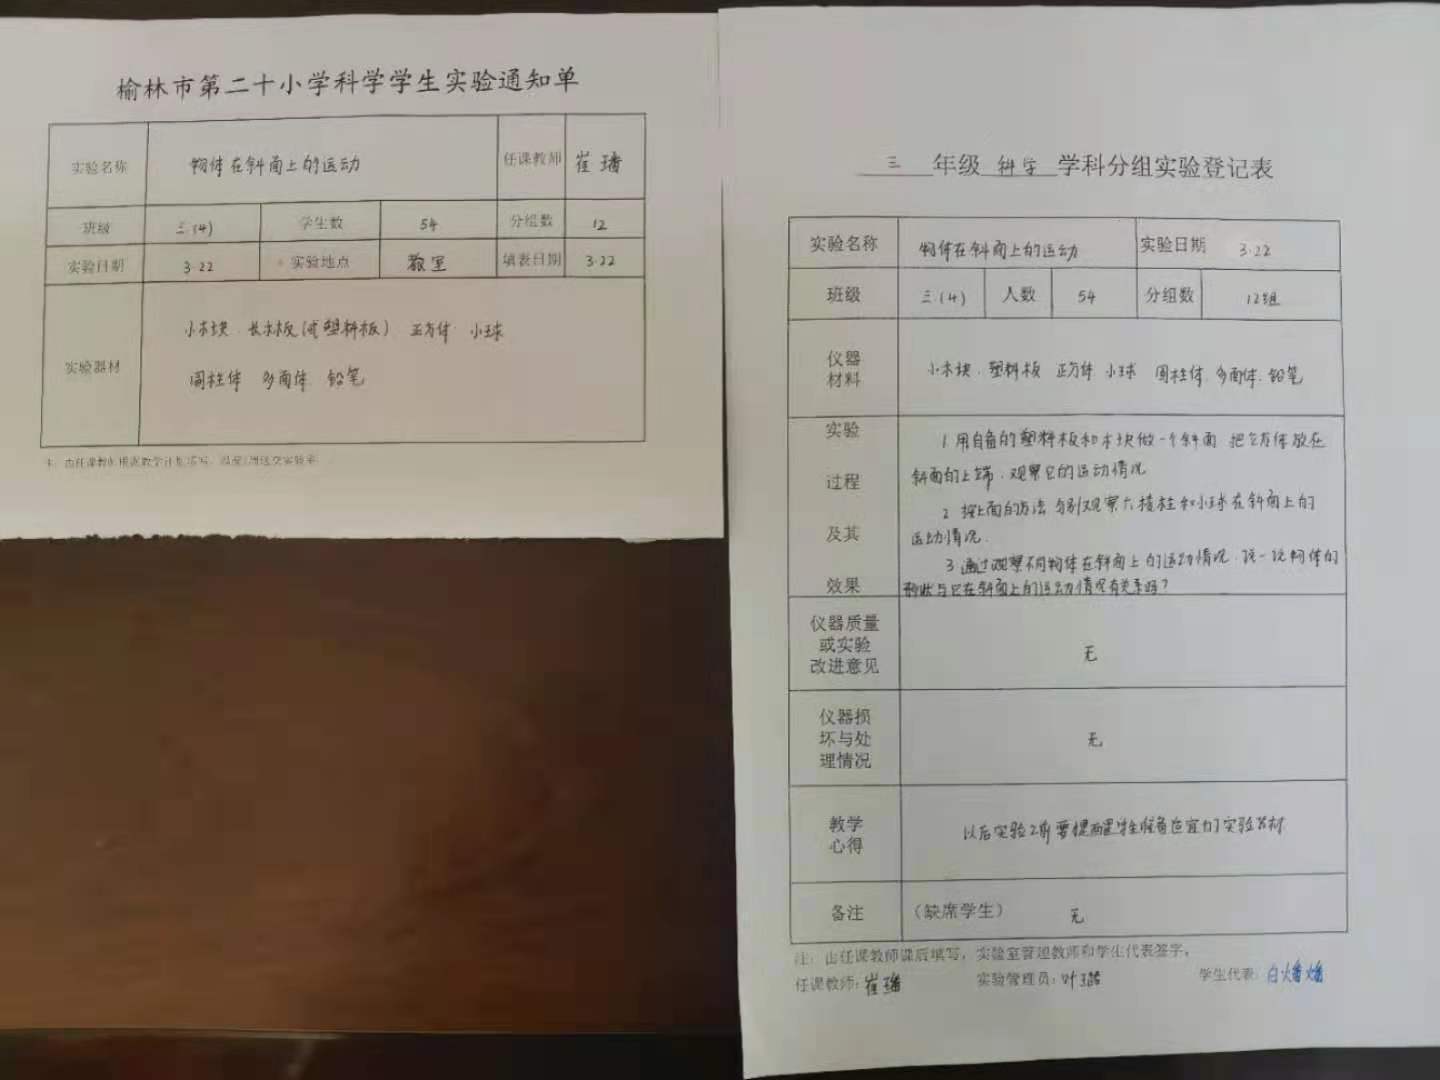 榆林市第二十小学科学学生实验通知单
实验名称 物体在斜面上的运动 任课教师 崔璠
班级 三(4) 学生数 54 分组数 12
实验日期 3.22 实验地点 教室 填表日期 3.22
实验器材
小木块、长木板(或塑料板) 正方体 小球
圆柱体 多面体 铅笔
注:由任课教师根据教学计划填写,
三 年级 科学 学科分组实验登记表
实验名称 物体在斜面上的运动 实验日期 3.22
班级 三(4) 人数 54 分组数 12组
仪器
材料
小木块、塑料板 正方体 小球 圆柱体、多面体、铅笔
实验
过程
及其
效果
1 用自备的塑料板和木块做一个斜面 把正方体放在
斜面的上端、观察它的运动情况
2 按上面的方法 分别观察六棱柱和小球在斜面上的
运动情况.
3 通过观察不同物体在斜面上的运动情况、说一说物体的
形状与它在斜面上的运动情况有关系吗?
仪器质量
或实验
改进意见
无
仪器损
坏与处
理情况
无
教学
心得
以后实验之前要提醒学生准备适宜的实验器材
备注 (缺席学生) 无
注:由任课教师课后填写,实验室管理教师和学生代表签字。
任课教师:崔璠 实验管理员:叶 学生代表:白